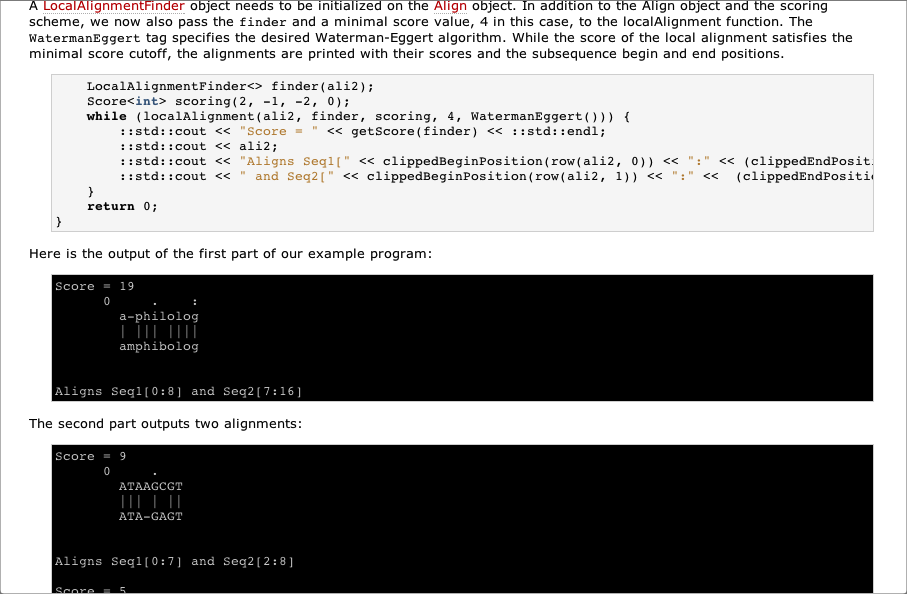 A LocalAlignmentFinder object needs to be initialized on the Align object. In addition to the Align object and the scoring
scheme, we now also pass the finder and a minimal score value, 4 in this case, to the localAlignment function. The
WatermanEggert tag specifies the desired Waterman-Eggert algorithm. While the score of the local alignment satisfies the
minimal score cutoff, the alignments are printed with their scores and the subsequence begin and end positions.
LocalAlignmentFinder<> finder(ali2);
Score<int> scoring(2, -1, -2, 0);
while (localAlignment(ali2, finder, scoring, 4, WatermanEggert())) {
::std::cout << "Score = " << getScore(finder) << ::std::endl;
::std::cout << ali2;
::std::cout << "Aligns Seq1[" << clippedBeginPosition(row(ali2, 0)) << ":" << (clippedEndPosit
::std::cout << " and Seq2[" << clippedBeginPosition(row(ali2, 1)) << ":" <<  (clippedEndPositi
}
return 0;
}
Here is the output of the first part of our example program:
Score = 19
0     .    :
a-philolog
| ||| ||||
amphibolog
Aligns Seq1[0:8] and Seq2[7:16]
The second part outputs two alignments:
Score = 9
0     .
ATAAGCGT
||| | ||
ATA-GAGT
Aligns Seq1[0:7] and Seq2[2:8]
Score = 5